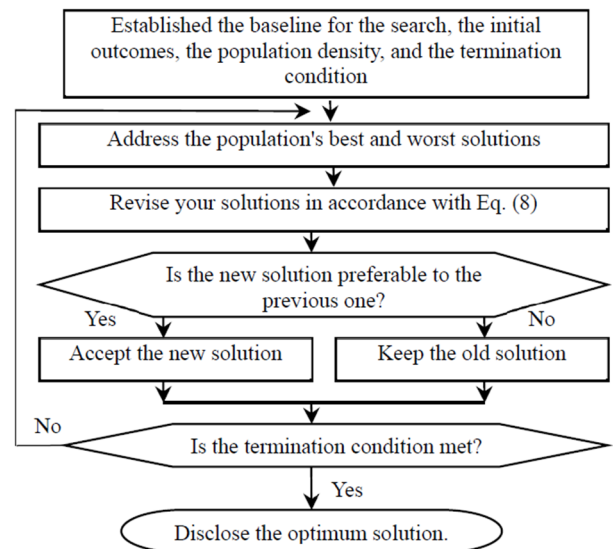 Established the baseline for the search, the initial
outcomes, the population density, and the termination
condition
Address the population's best and worst solutions
Revise your solutions in accordance with Eq. (8)
Is the new solution preferable to the
previous one?
Yes
No
Accept the new solution
Keep the old solution
No
Is the termination condition met?
Yes
Disclose the optimum solution.